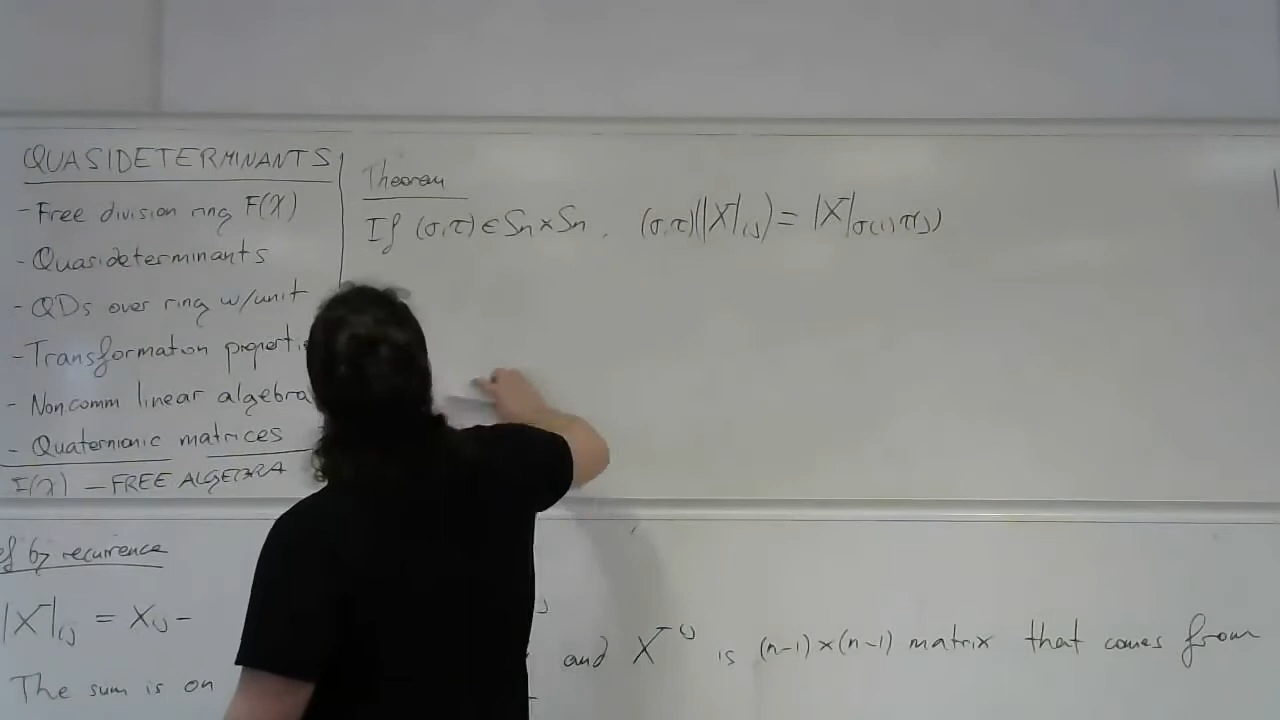 QUASIDETERMINANTS
- Free division ring F(X)
- Quasideterminants
- QDs over ring w/unit
- Transformation properti
- Noncomm linear algebra
- Quaternionic matrices
F(X) — FREE ALGEBRA
Theorem
If (σ,τ) ∈ Sn × Sn, (σ,τ)(|X|ij) = |X|σ(i)τ(j)
ef by recurrence
|X|ij = Xij –
The sum is on
and X^ij is (n-1)×(n-1) matrix that comes from